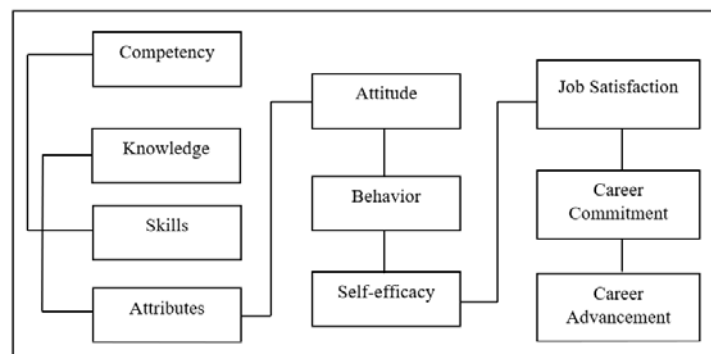 Competency
Knowledge
Skills
Attributes
Attitude
Behavior
Self-efficacy
Job Satisfaction
Career
Commitment
Career
Advancement